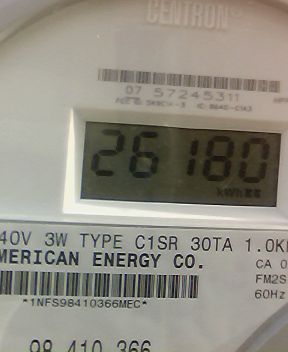 CENTRON®
07 57245311
26180
kWh
40V 3W TYPE C1SR 30TA 1.0K
MERICAN ENERGY CO.
CA 0
FM2S
60Hz
*1NFS98410366MEC*
98 410 366